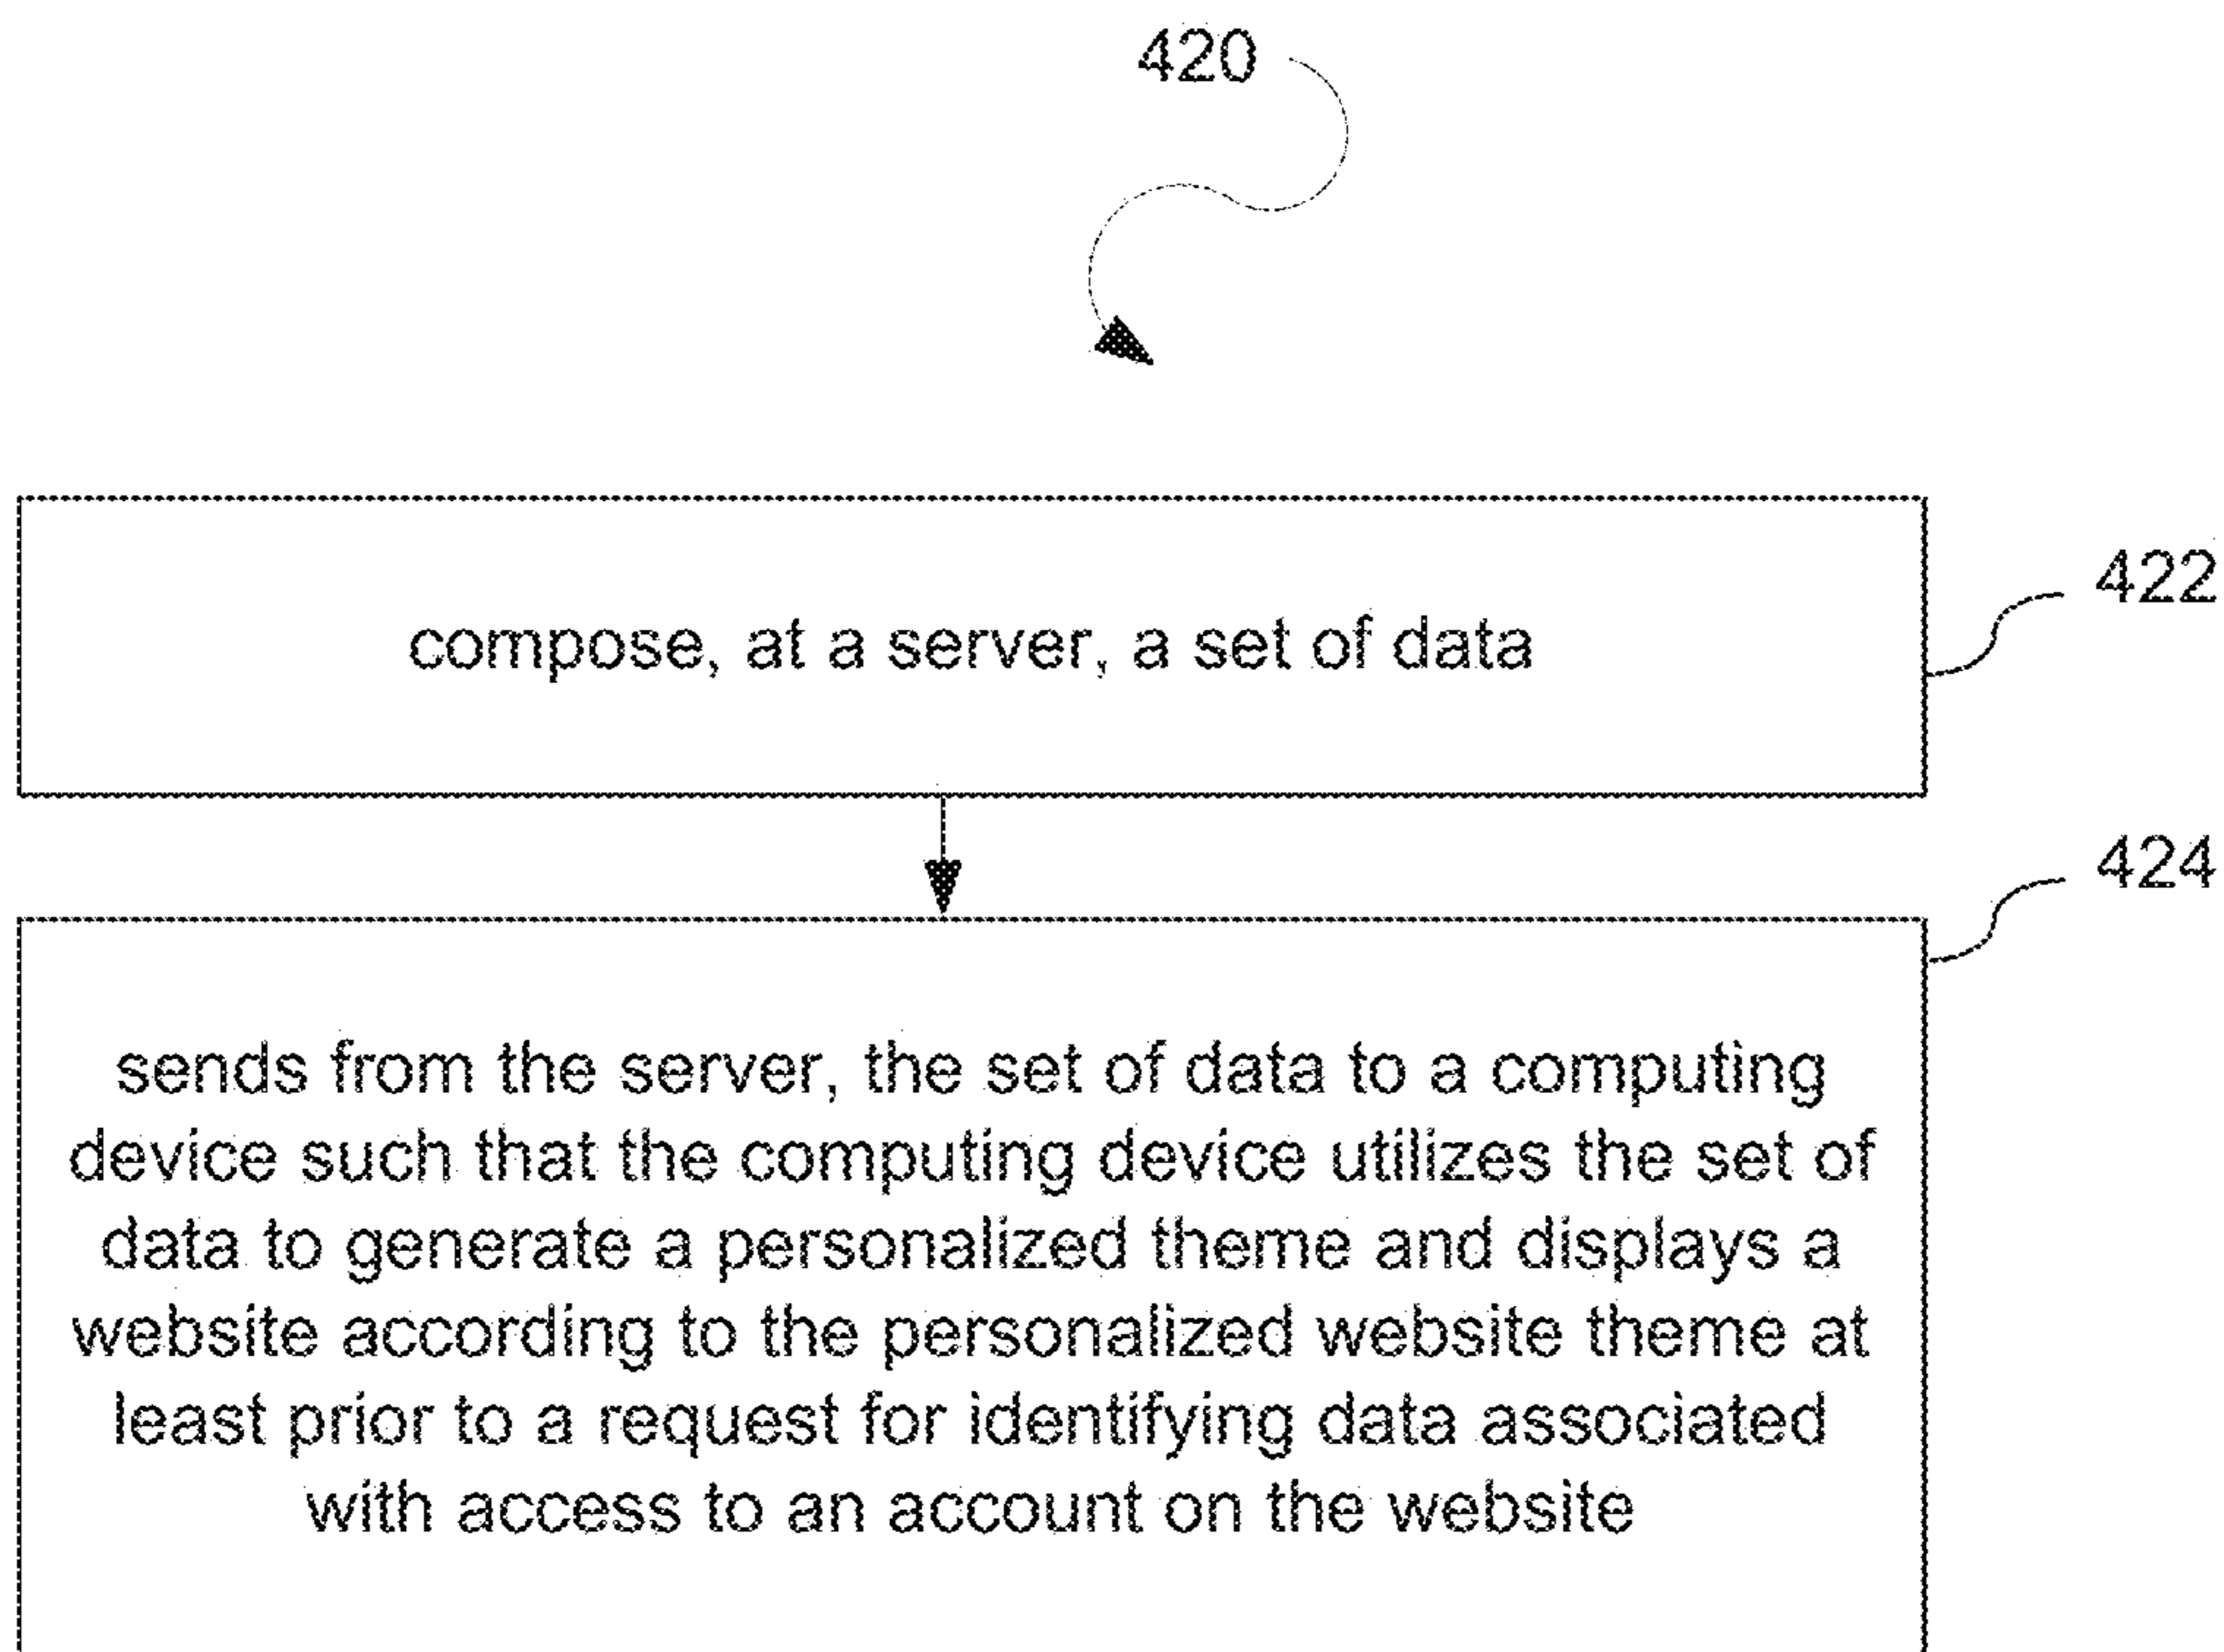 420
compose, at a server, a set of data
422
424
sends from the server, the set of data to a computing
device such that the computing device utilizes the set of
data to generate a personalized theme and displays a
website according to the personalized website theme at
least prior to a request for identifying data associated
with access to an account on the website